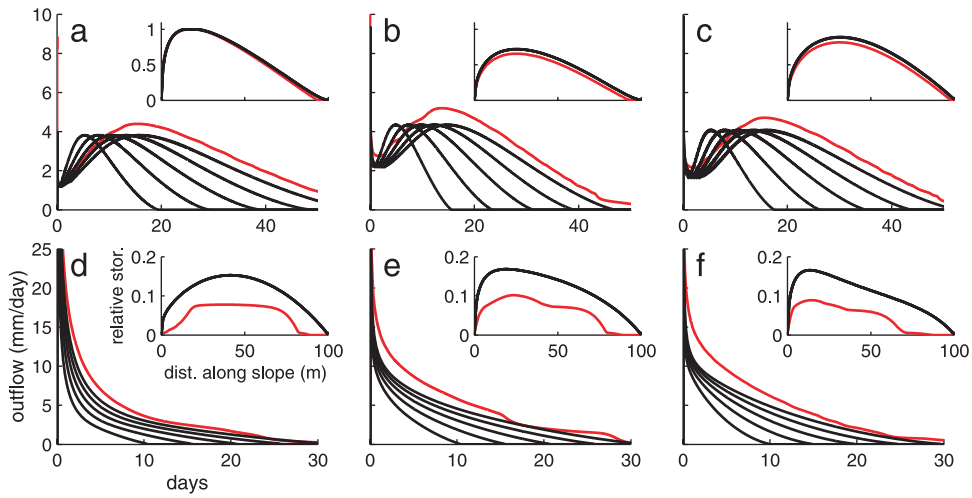 10 a 1 b c
8
6 0.5
4 0
2
0
0 20 40 0 20 40 0 20 40
25 d 0.2 e 0.2 f 0.2
20 relative stor. 0.1 0.1 0.1
15 0 0 0
0 50 100 0 50 100 0 50 100
10 dist. along slope (m)
5
0
outflow (mm/day)
0 10 20 30 0 10 20 30 0 10 20 30
days